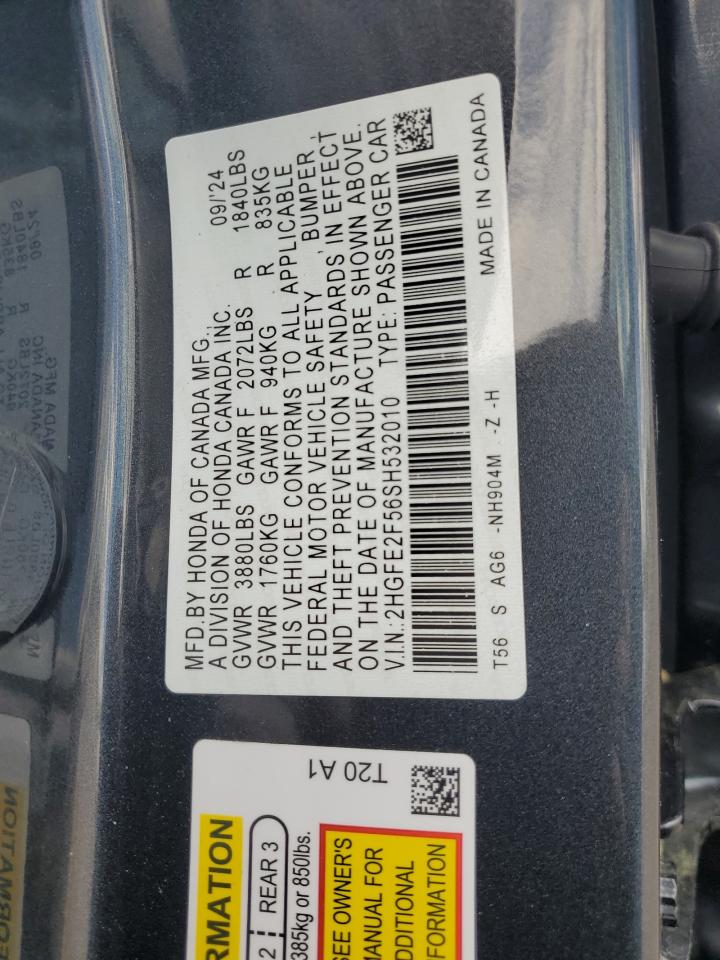 MFD.BY HONDA OF CANADA MFG., 09/'24
A DIVISION OF HONDA CANADA INC.
GVWR 3880LBS GAWR F 2072LBS R 1840LBS
GVWR 1760KG GAWR F 940KG R 835KG
THIS VEHICLE CONFORMS TO ALL APPLICABLE
FEDERAL MOTOR VEHICLE SAFETY , BUMPER,
AND THEFT PREVENTION STANDARDS IN EFFECT
ON THE DATE OF MANUFACTURE SHOWN ABOVE.
V.I.N.:2HGFE2F56SH532010 TYPE: PASSENGER CAR
T56 S AG6 -NH904M -Z -H MADE IN CANADA
T20 A1
RMATION
2 REAR 3
385kg or 850lbs.
SEE OWNER'S
MANUAL FOR
ADDITIONAL
INFORMATION